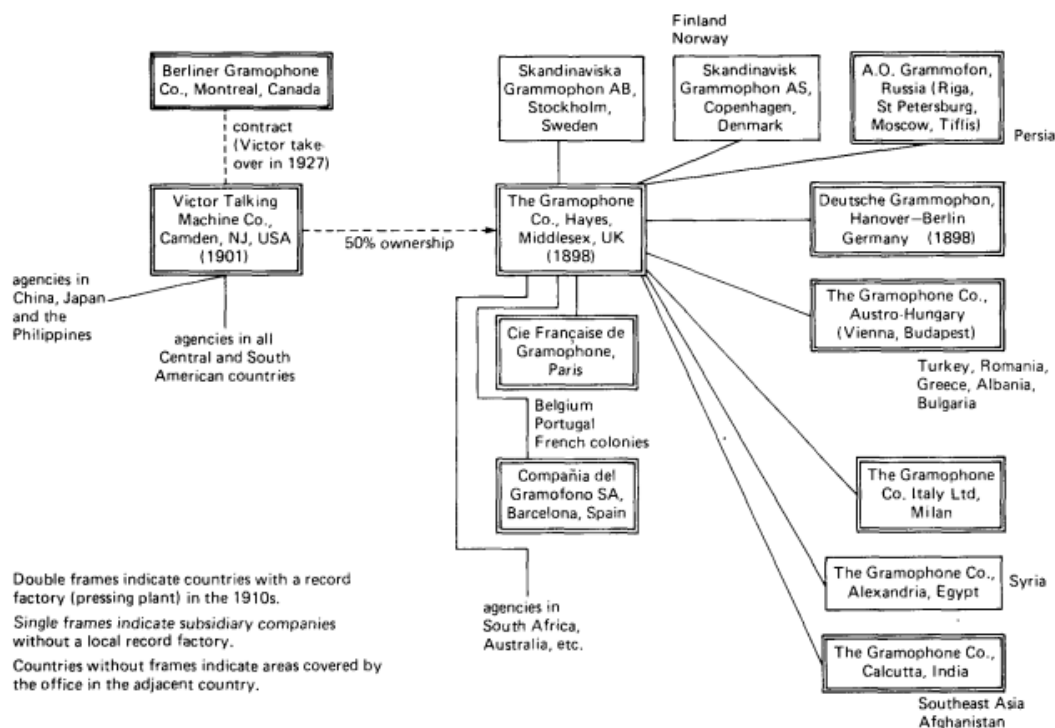 Berliner Gramophone
Co., Montreal, Canada
contract
(Victor take-
over in 1927)
Victor Talking
Machine Co.,
Camden, NJ, USA
(1901)
50% ownership
agencies in
China, Japan
and the
Philippines
agencies in all
Central and South
American countries
Skandinaviska
Grammophon AB,
Stockholm,
Sweden
Finland
Norway
Skandinavisk
Grammophon AS,
Copenhagen,
Denmark
A.O. Grammofon,
Russia (Riga,
St Petersburg,
Moscow, Tiflis)
Persia
The Gramophone
Co., Hayes,
Middlesex, UK
(1898)
Deutsche Grammophon,
Hanover–Berlin
Germany (1898)
The Gramophone Co.,
Austro-Hungary
(Vienna, Budapest)
Turkey, Romania,
Greece, Albania,
Bulgaria
Cie Française de
Gramophone,
Paris
Belgium
Portugal
French colonies
Compañia del
Gramofono SA,
Barcelona, Spain
The Gramophone
Co. Italy Ltd,
Milan
The Gramophone Co.,
Alexandria, Egypt
Syria
agencies in
South Africa,
Australia, etc.
The Gramophone Co.,
Calcutta, India
Southeast Asia
Afghanistan
Double frames indicate countries with a record
factory (pressing plant) in the 1910s.
Single frames indicate subsidiary companies
without a local record factory.
Countries without frames indicate areas covered by
the office in the adjacent country.